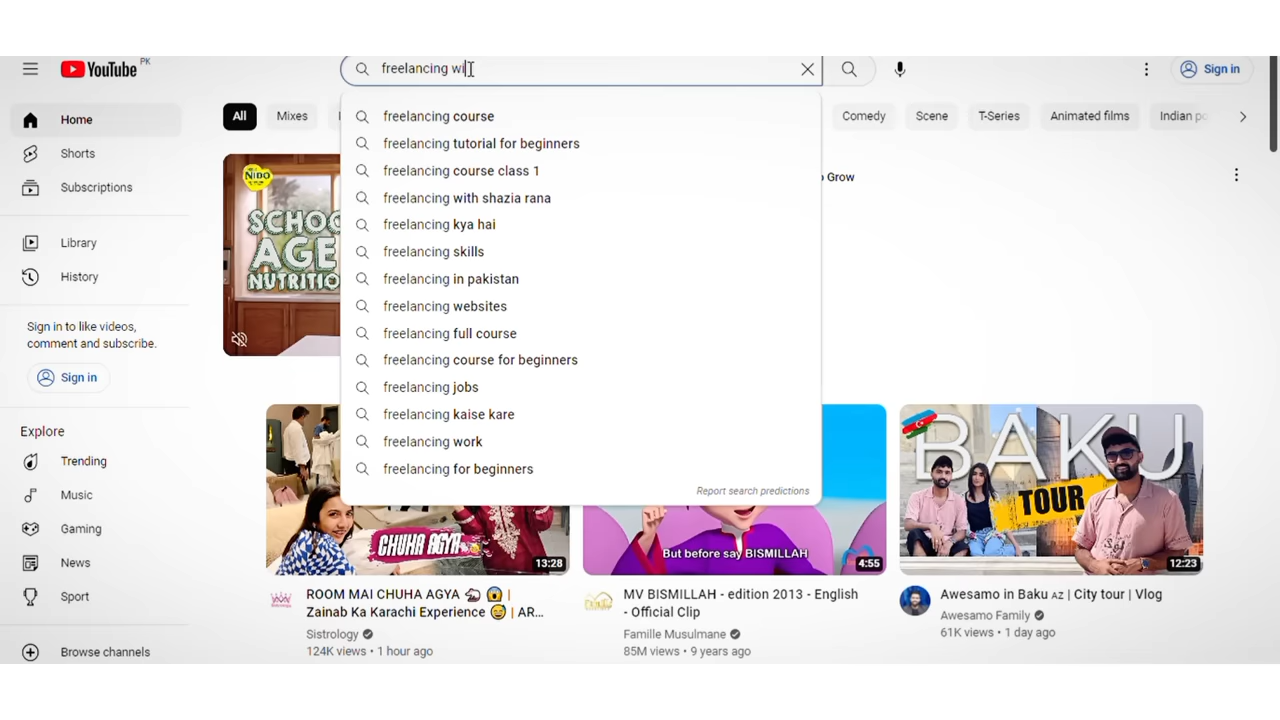 YouTube PK
freelancing wi
Sign in
Home
Shorts
Subscriptions
Library
History
Sign in to like videos,
comment and subscribe.
Sign in
Explore
Trending
Music
Gaming
News
Sport
Browse channels
All
Mixes
Comedy
Scene
T-Series
Animated films
Indian
freelancing course
freelancing tutorial for beginners
freelancing course class 1
freelancing with shazia rana
freelancing kya hai
freelancing skills
freelancing in pakistan
freelancing websites
freelancing full course
freelancing course for beginners
freelancing jobs
freelancing kaise kare
freelancing work
freelancing for beginners
Report search predictions
NIDO
AGE
Grow
CHUHA AGYA
13:28
ROOM MAI CHUHA AGYA 🐁 😱 |
Zainab Ka Karachi Experience 😅 | AR...
Sistrology
124K views • 1 hour ago
But before say BISMILLAH
4:55
MV BISMILLAH - edition 2013 - English
- Official Clip
Famille Musulmane
85M views • 9 years ago
BAKU
TOUR
12:23
Awesamo in Baku AZ | City tour | Vlog
Awesamo Family
61K views • 1 day ago